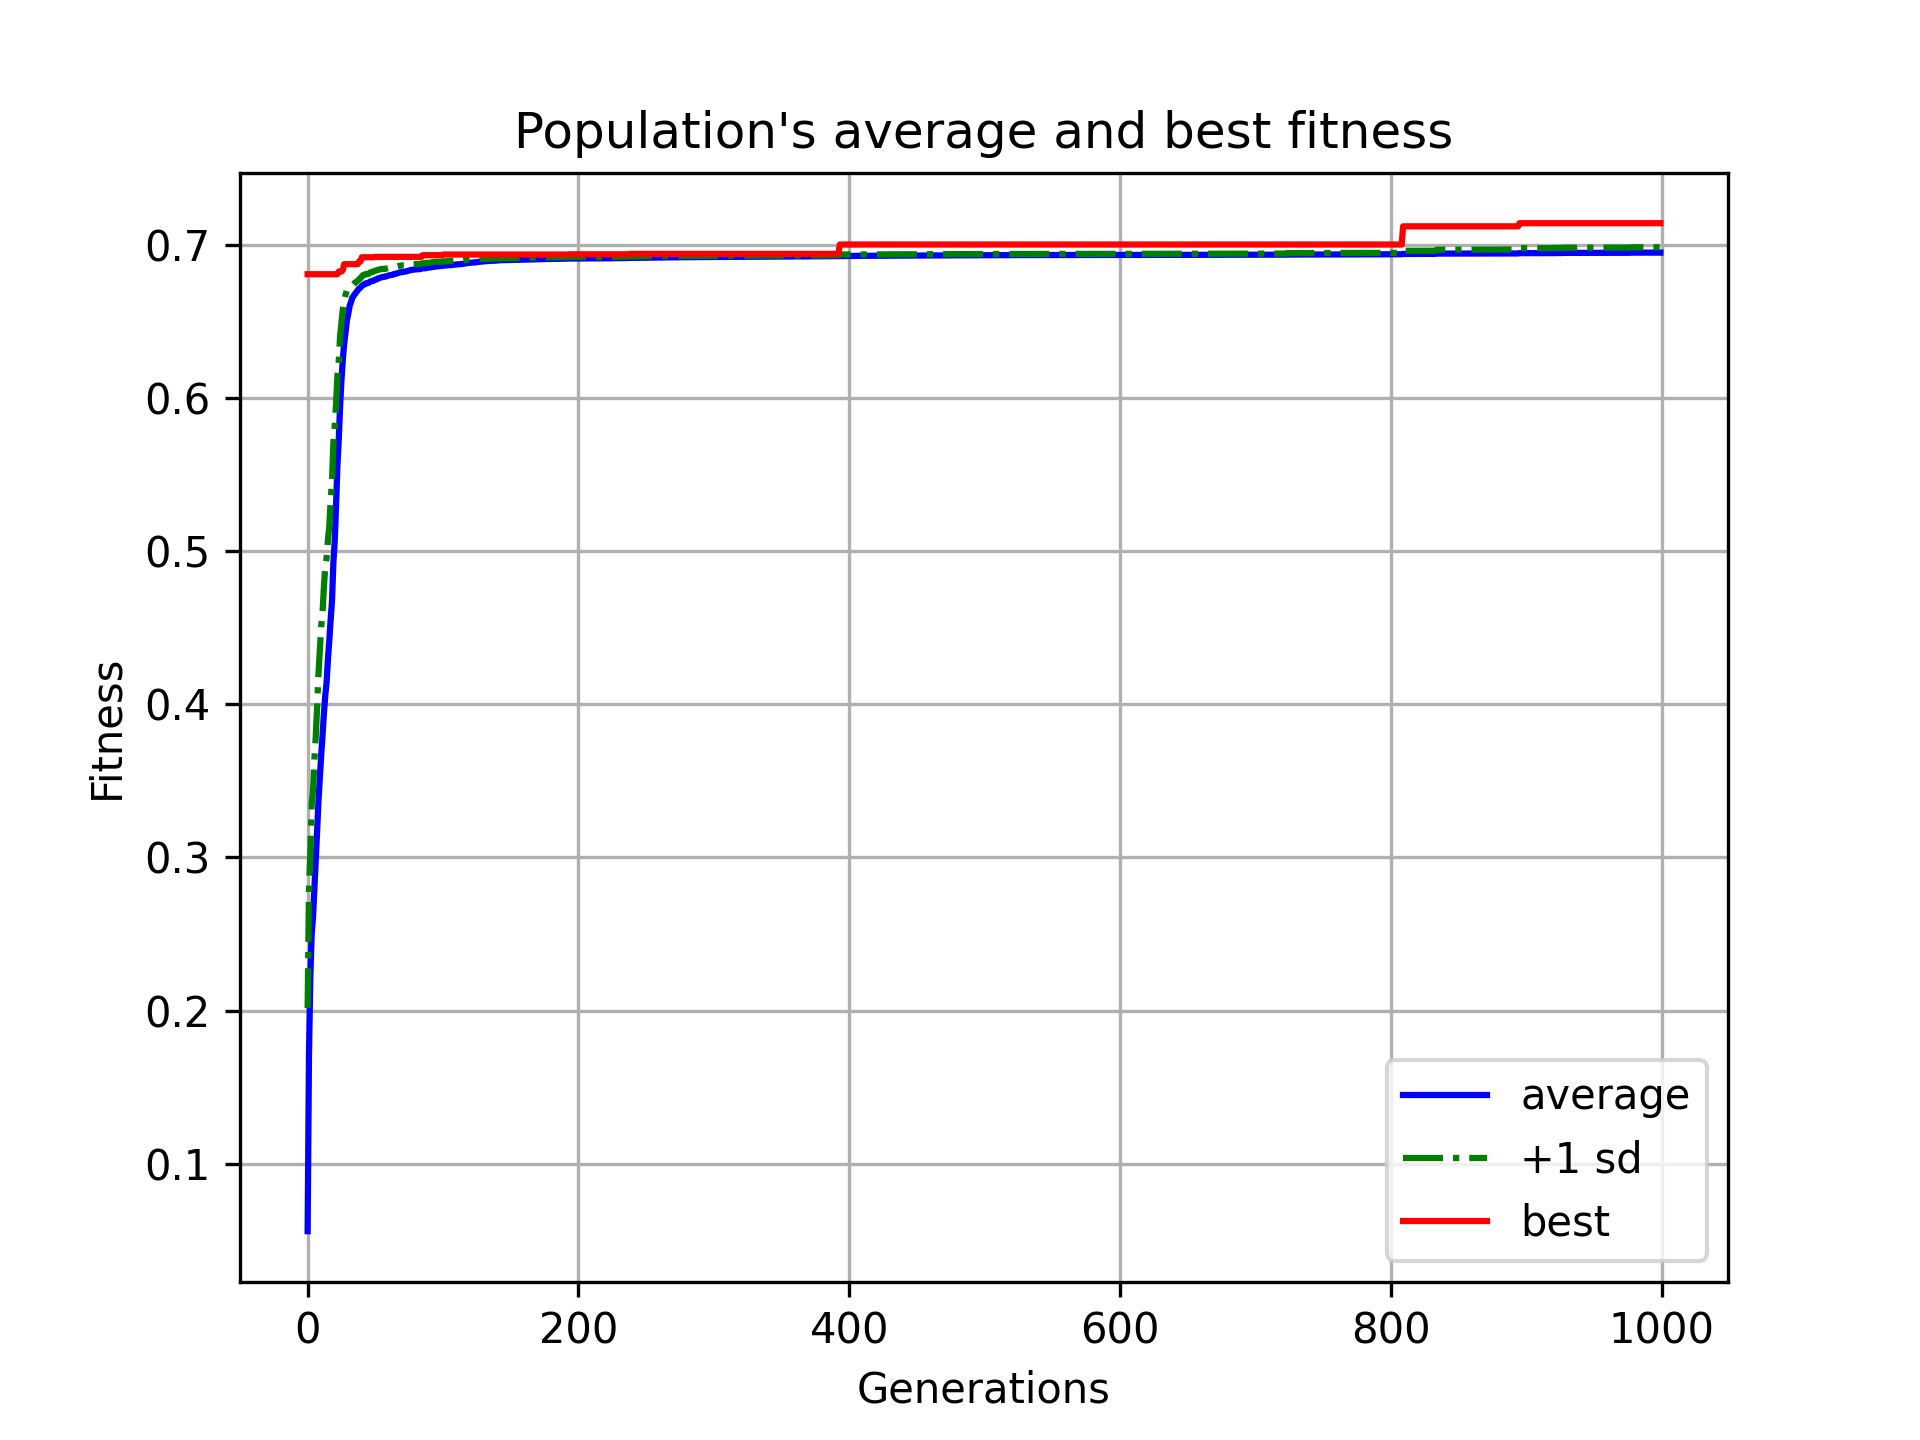 Population's average and best fitness
Fitness
0.7
0.6
0.5
0.4
0.3
0.2
0.1
0 200 400 600 800 1000
Generations
average
+1 sd
best